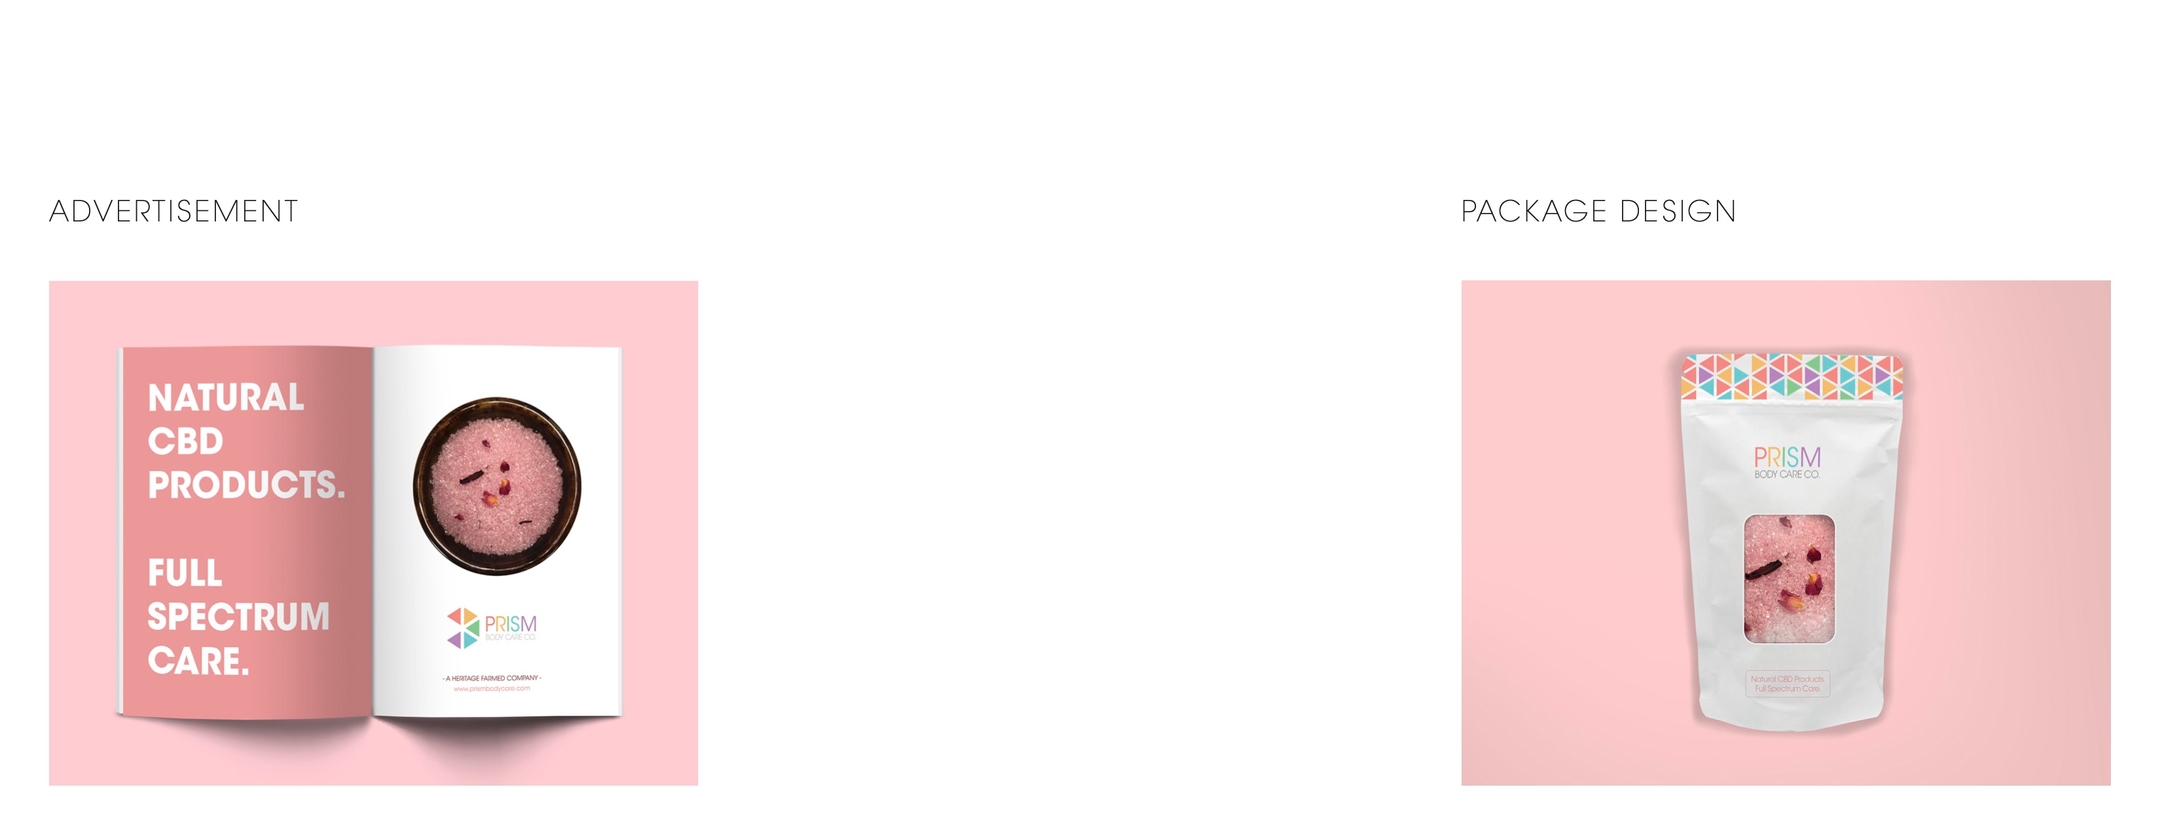 ADVERTISEMENT
PACKAGE DESIGN
NATURAL
CBD
PRODUCTS.
FULL
SPECTRUM
CARE.
PRISM
BODY CARE CO.
- A HERITAGE FARMED COMPANY -
www.prismbodycare.com
PRISM
BODY CARE CO.
Natural CBD Products.
Full Spectrum Care.